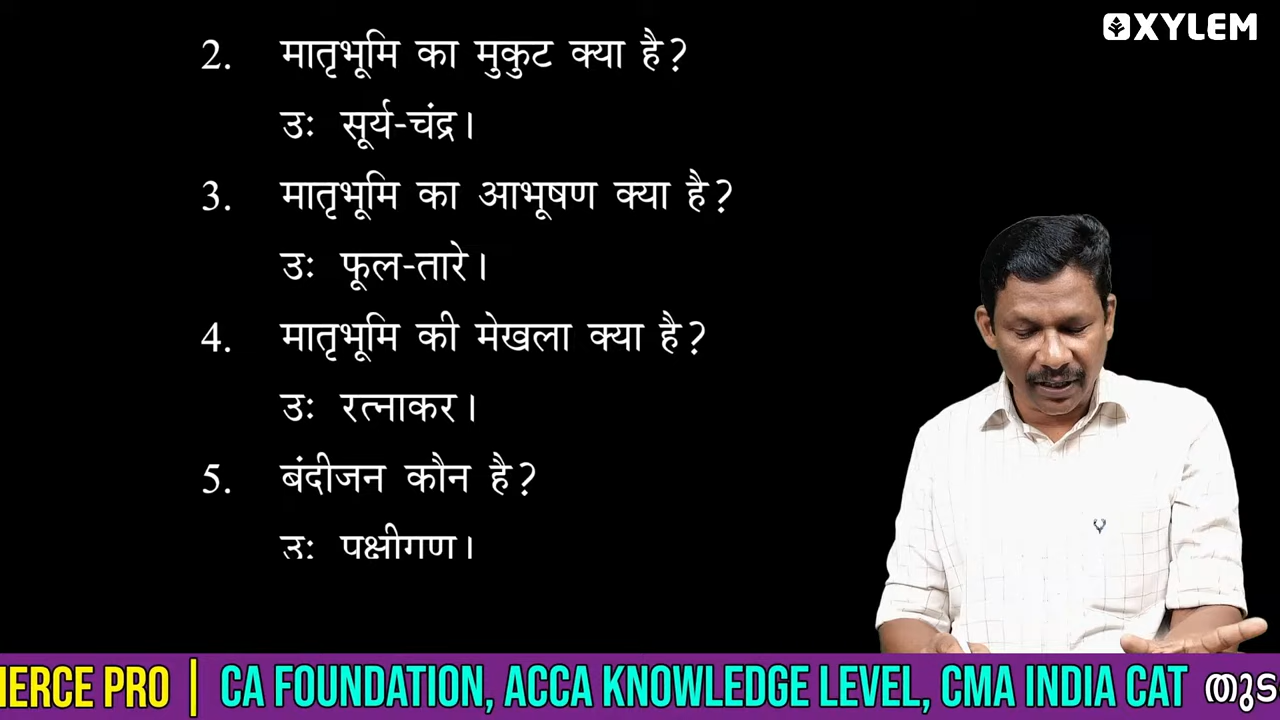 XYLEM
2. मातृभूमि का मुकुट क्या है?
उः सूर्य-चंद्र।
3. मातृभूमि का आभूषण क्या है?
उः फूल-तारे।
4. मातृभूमि की मेखला क्या है?
उः रत्नाकर।
5. बंदीजन कौन है?
उः पक्षीगण।
MERCE PRO | CA FOUNDATION, ACCA KNOWLEDGE LEVEL, CMA INDIA CAT